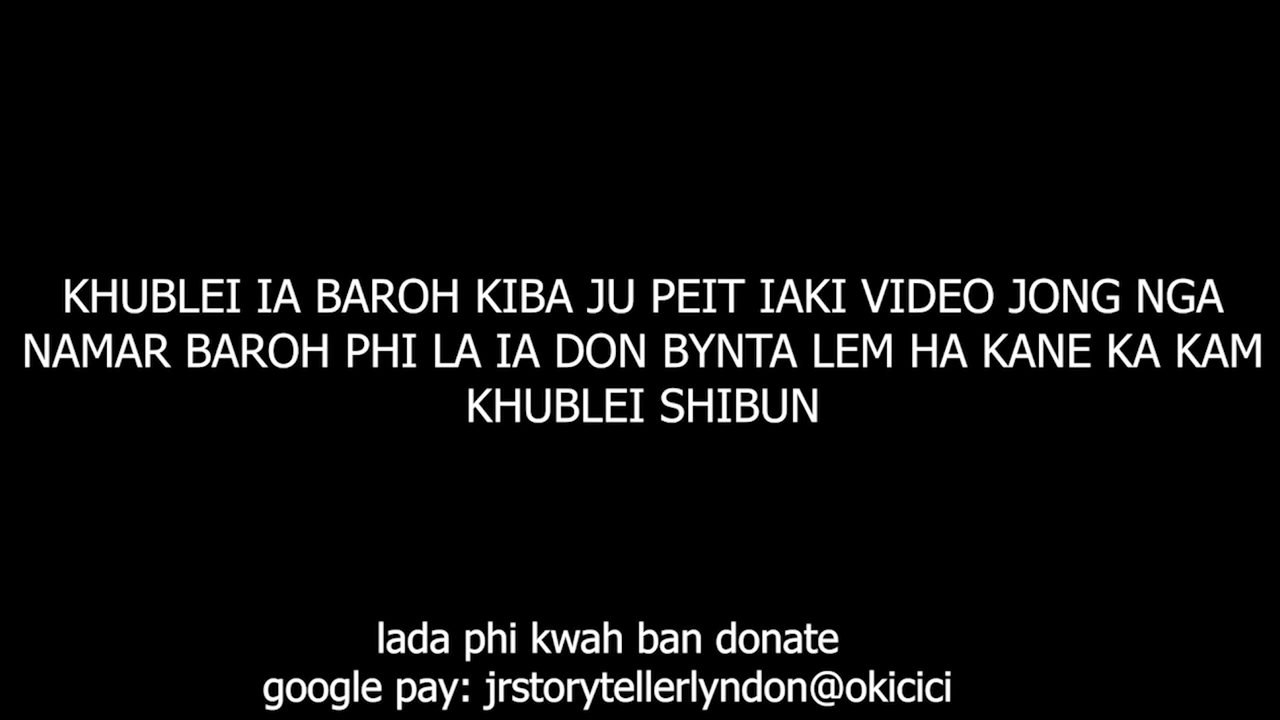 KHUBLEI IA BAROH KIBA JU PEIT IAKI VIDEO JONG NGA
NAMAR BAROH PHI LA IA DON BYNTA LEM HA KANE KA KAM
KHUBLEI SHIBUN
lada phi kwah ban donate
google pay: jrstorytellerlyndon@okicici